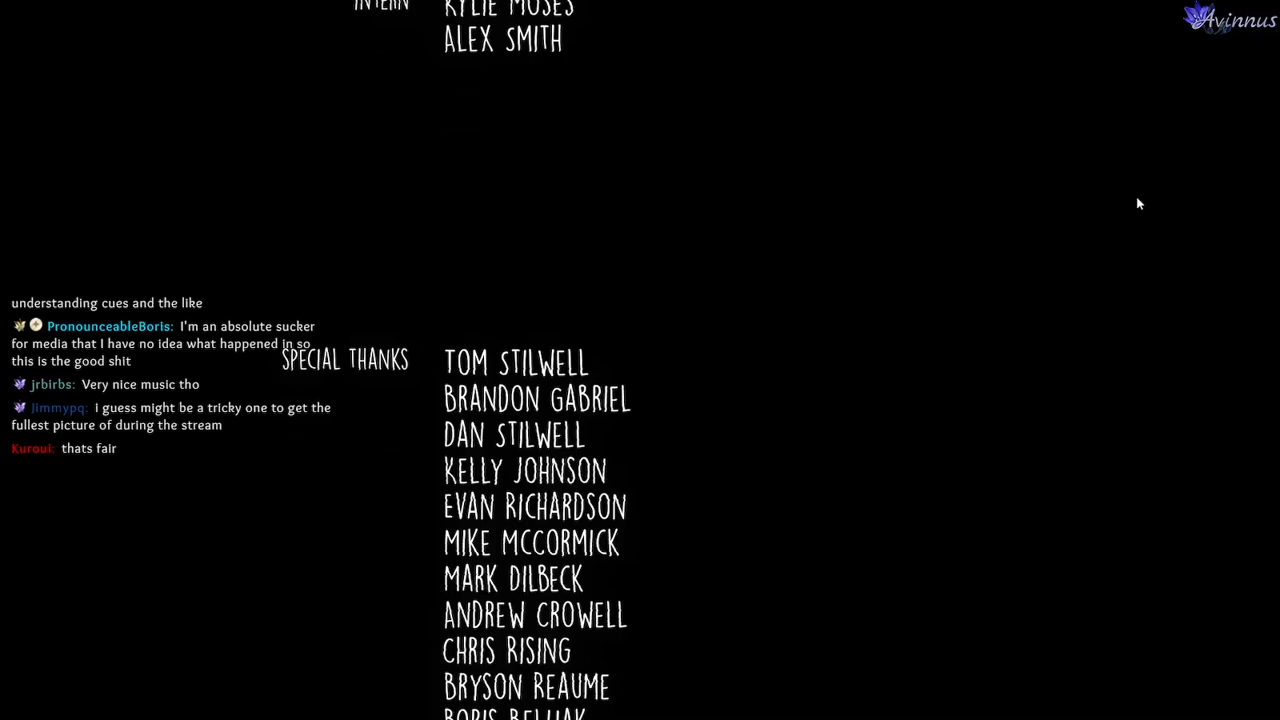 INTERN KYLIE MOSES
ALEX SMITH
Avinnus
understanding cues and the like
PronounceableBoris: I'm an absolute sucker
for media that I have no idea what happened in so
this is the good shit
jrbirbs: Very nice music tho
Jimmypq: i guess might be a tricky one to get the
fullest picture of during the stream
Kuroui: thats fair
SPECIAL THANKS TOM STILWELL
BRANDON GABRIEL
DAN STILWELL
KELLY JOHNSON
EVAN RICHARDSON
MIKE MCCORMICK
MARK DILBECK
ANDREW CROWELL
CHRIS RISING
BRYSON REAUME